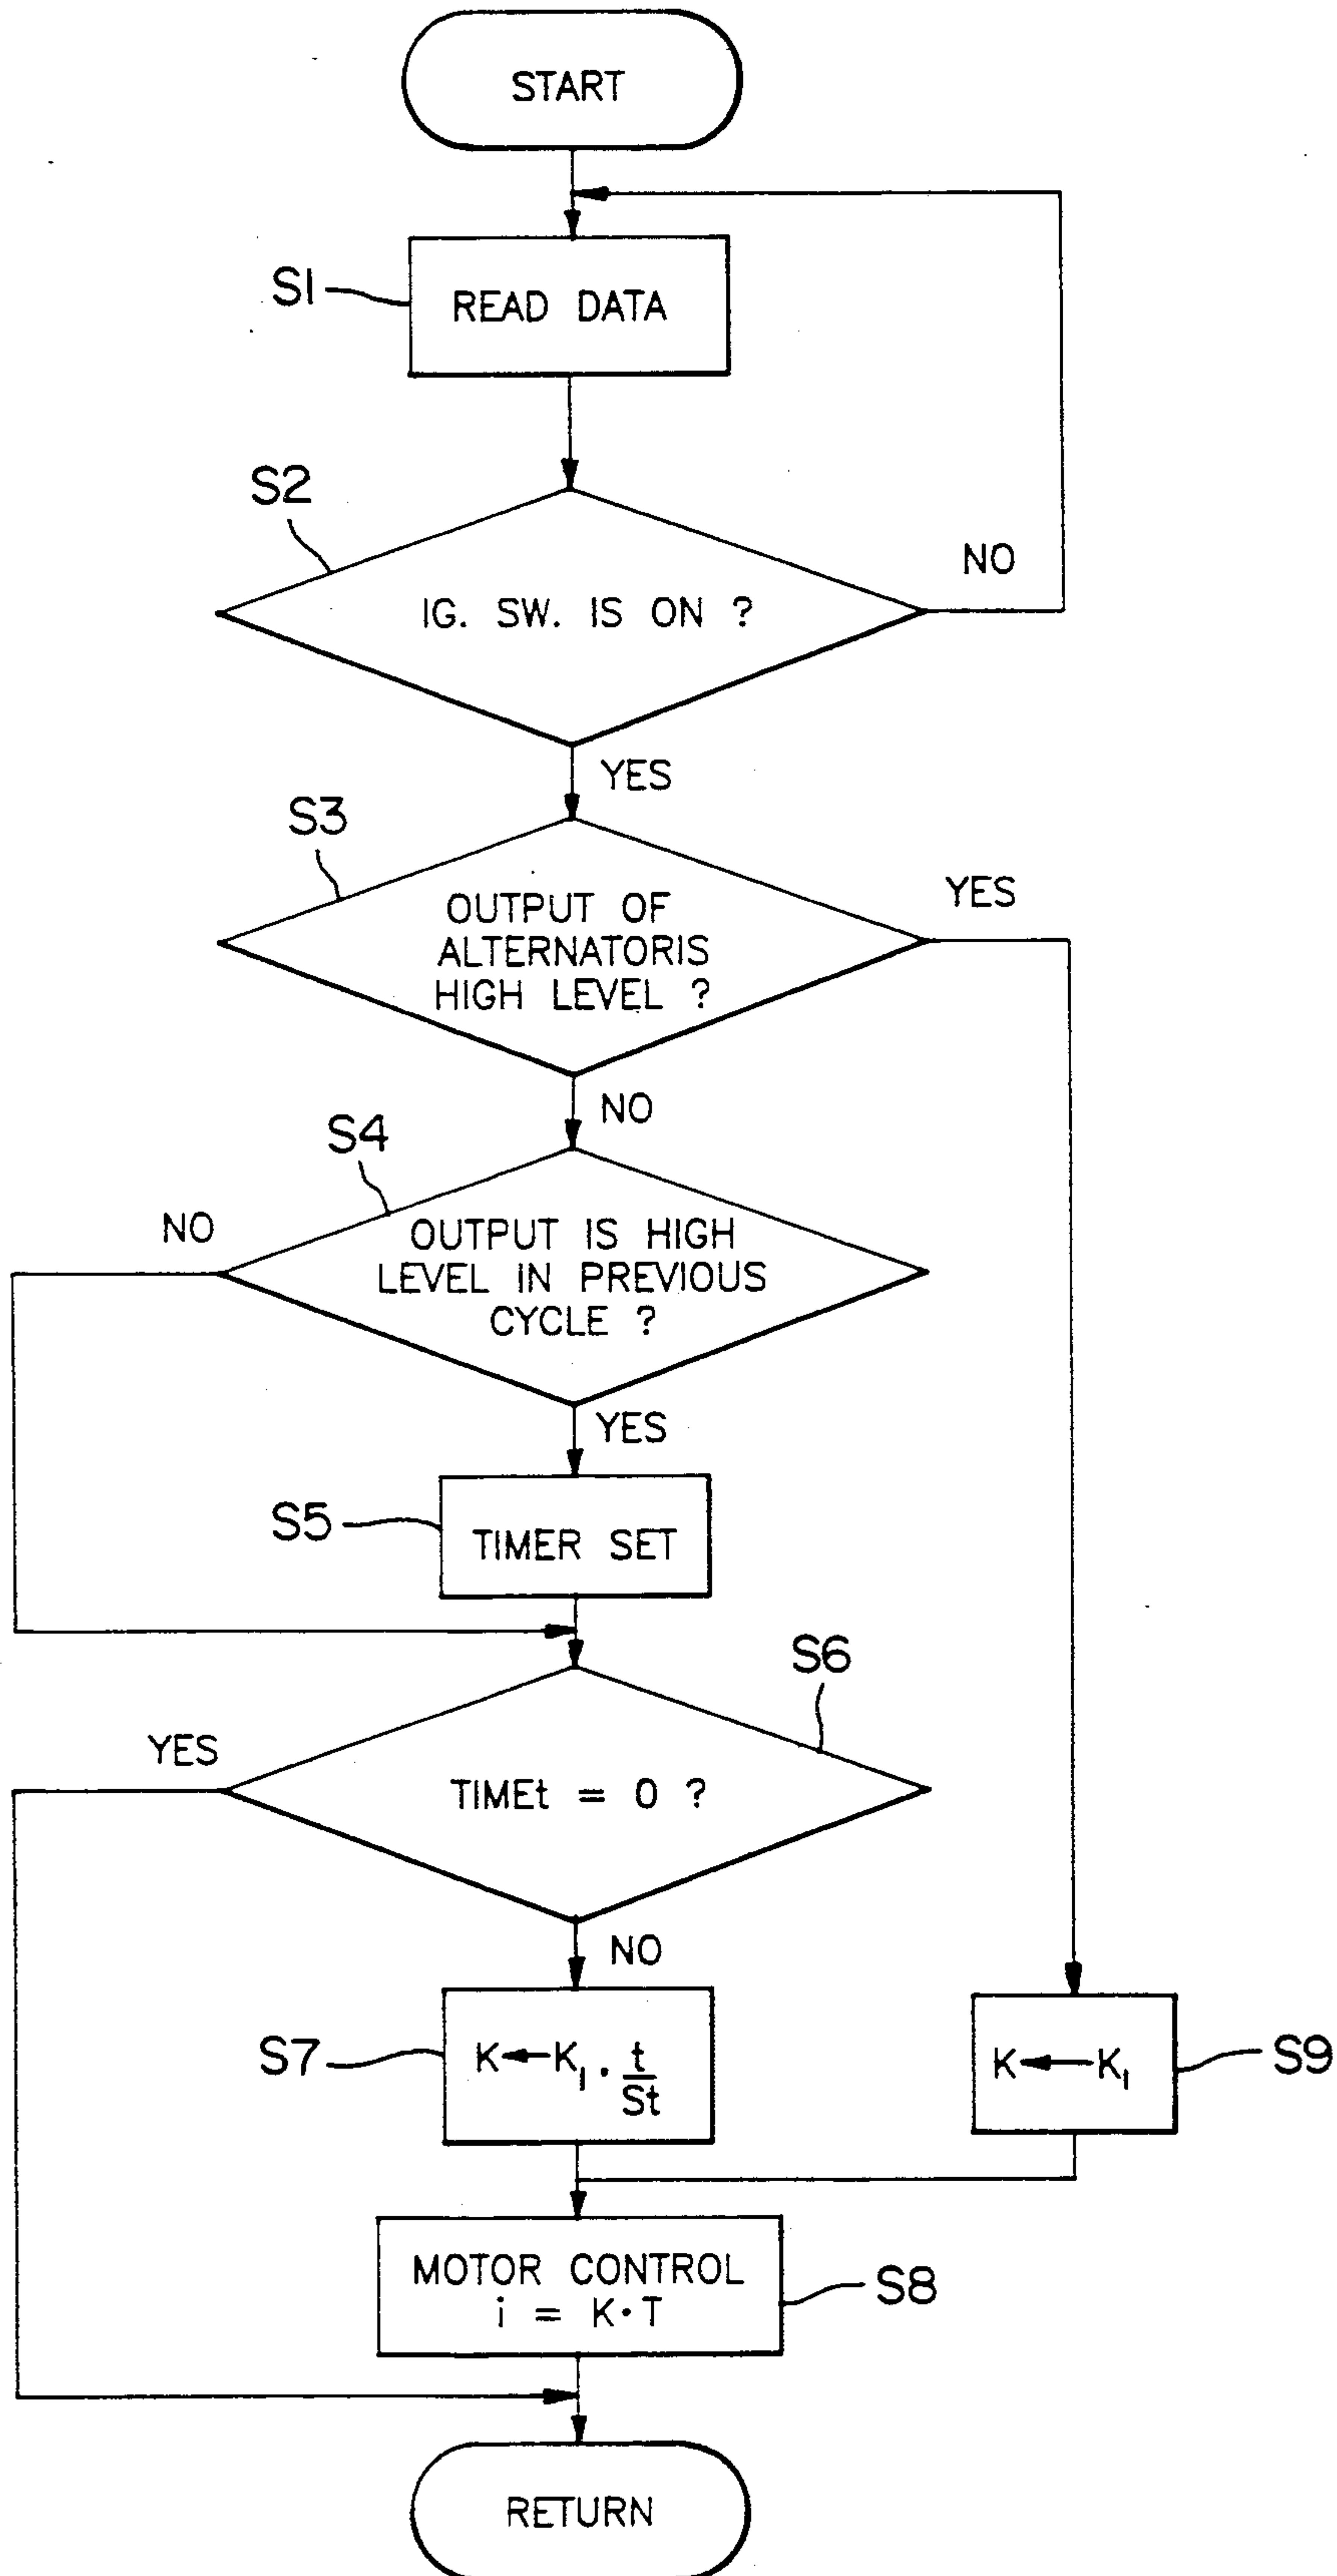 START
S1
READ DATA
S2
IG. SW. IS ON ?
NO
YES
S3
OUTPUT OF
ALTERNATORIS
HIGH LEVEL ?
YES
NO
S4
NO
OUTPUT IS HIGH
LEVEL IN PREVIOUS
CYCLE ?
YES
S5
TIMER SET
S6
YES
TIMEt = 0 ?
NO
S7
K←K₁ · t/St
K←K₁
S9
MOTOR CONTROL
i = K·T
S8
RETURN